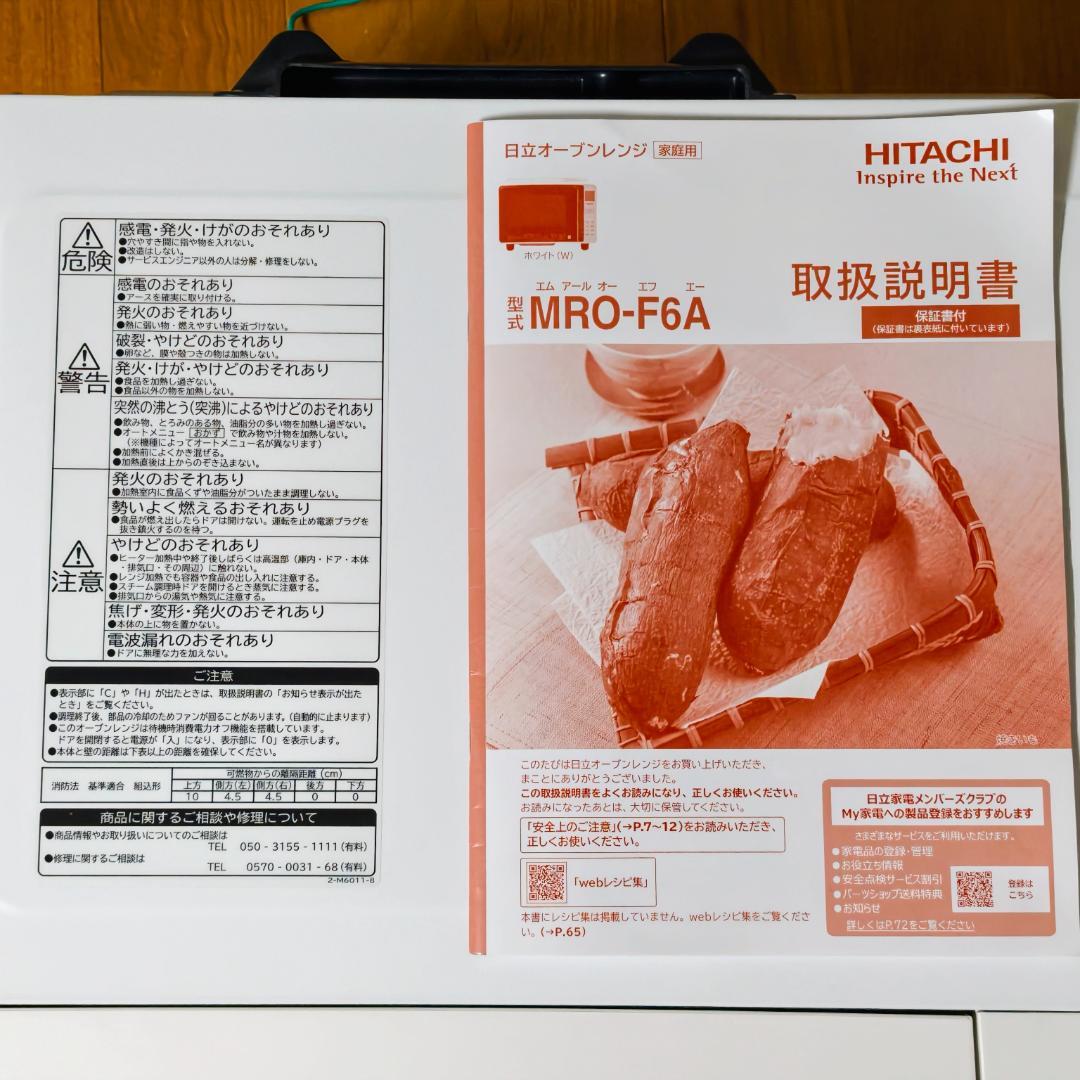 危険
感電・発火・けがのおそれあり
●穴やすき間に指や物を入れない。
●改造はしない。
●サービスエンジニア以外の人は分解・修理をしない。
警告
感電のおそれあり
●アースを確実に取り付ける。
発火のおそれあり
●熱に弱い物・燃えやすい物を近づけない。
破裂・やけどのおそれあり
●卵など、膜や殻つきの物は加熱しない。
発火・けが・やけどのおそれあり
●食品を加熱し過ぎない。
●食品以外の物を加熱しない。
突然の沸とう(突沸)によるやけどのおそれあり
●飲み物、とろみのある物、油脂分の多い物を加熱し過ぎない。
●オートメニュー おかず で飲み物や汁物を加熱しない。
(※機種によってオートメニュー名が異なります)
●加熱前によくかき混ぜる。
●加熱直後は上からのぞき込まない。
注意
発火のおそれあり
●加熱室内に食品くずや油脂分がついたまま調理しない。
勢いよく燃えるおそれあり
●食品が燃え出したらドアは開けない。運転を止め電源プラグを
抜き鎮火するのを待つ。
やけどのおそれあり
●ヒーター加熱中や終了後しばらくは高温部(庫内・ドア・本体
・排気口・その周辺)に触れない。
●レンジ加熱でも容器や食品の出し入れに注意する。
●スチーム調理時ドアを開けるとき蒸気に注意する。
●排気口からの湯気や熱気に注意する。
焦げ・変形・発火のおそれあり
●本体の上に物を置かない。
電波漏れのおそれあり
●ドアに無理な力を加えない。
ご注意
●表示部に「C」や「H」が出たときは、取扱説明書の「お知らせ表示が出た
とき」をご覧ください。
●調理終了後、部品の冷却のためファンが回ることがあります。(自動的に止まります)
●このオーブンレンジは待機時消費電力オフ機能を搭載しています。
ドアを開閉すると電源が「入」になり、表示部に「0」を表示します。
●本体と壁の距離は下表以上の距離を確保してください。
消防法 基準適合 組込形
可燃物からの離隔距離(cm)
上方 側方(左) 側方(右) 後方 下方
10 4.5 4.5 0 0
商品に関するご相談や修理について
●商品情報やお取り扱いについてのご相談は
TEL 050-3155-1111(有料)
●修理に関するご相談は
TEL 0570-0031-68(有料)
2-M6011-8
日立オーブンレンジ 家庭用
HITACHI
Inspire the Next
ホワイト(W)
取扱説明書
保証書付
(保証書は裏表紙に付いています)
エム アール オー エフ エー
型式 MRO-F6A
焼きいも
このたびは日立オーブンレンジをお買い上げいただき、
まことにありがとうございました。
この取扱説明書をよくお読みになり、正しくお使いください。
お読みになったあとは、大切に保管してください。
「安全上のご注意」(→P.7~12)をお読みいただき、
正しくお使いください。
「webレシピ集」
本書にレシピ集は掲載していません。webレシピ集をご覧くださ
い。(→P.65)
日立家電メンバーズクラブの
My家電への製品登録をおすすめします
さまざまなサービスをご利用いただけます。
●家電品の登録・管理
●お役立ち情報
●安全点検サービス割引
●パーツショップ送料特典
●お知らせ
登録は
こちら
詳しくはP.72をご覧ください